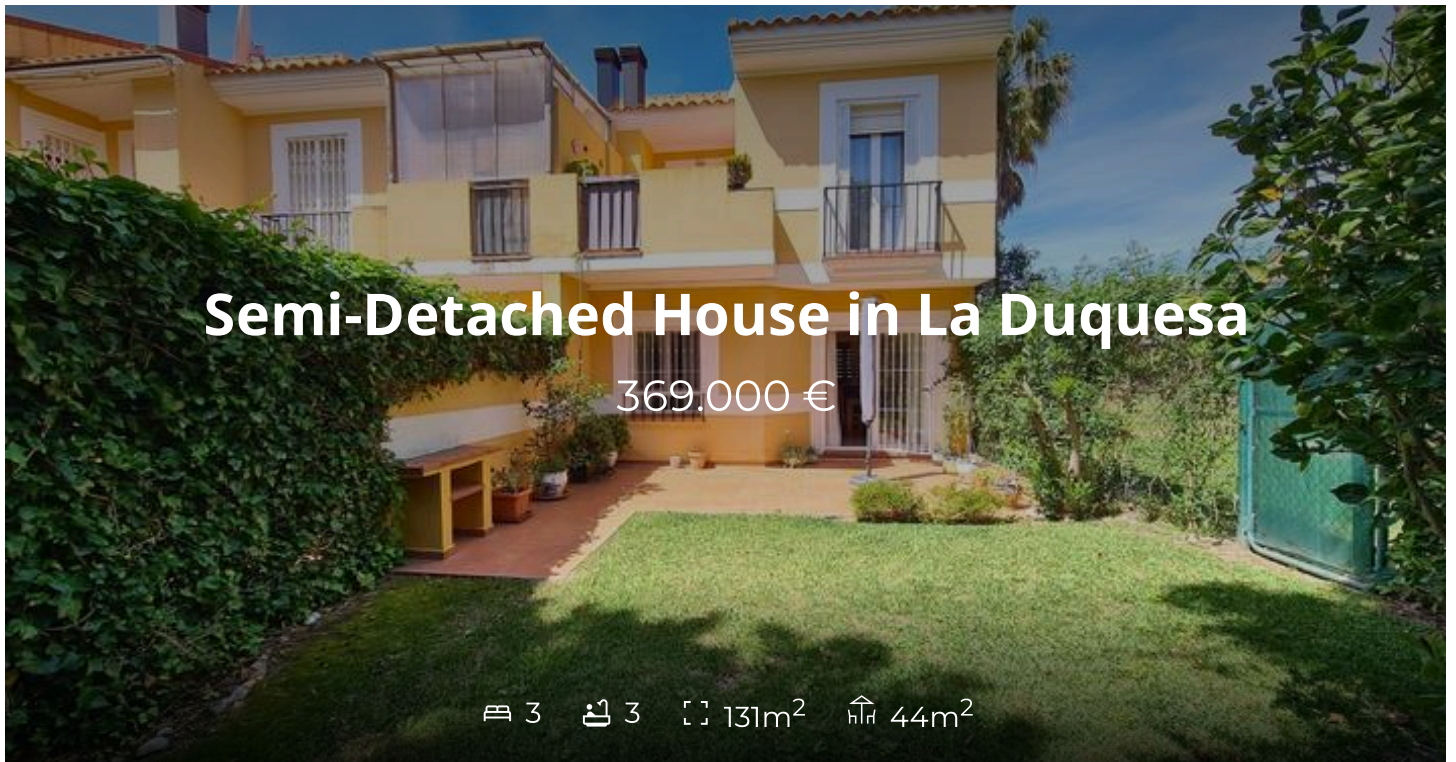 Semi-Detached House in La Duquesa
369.000 €
3 3 131m² 44m²